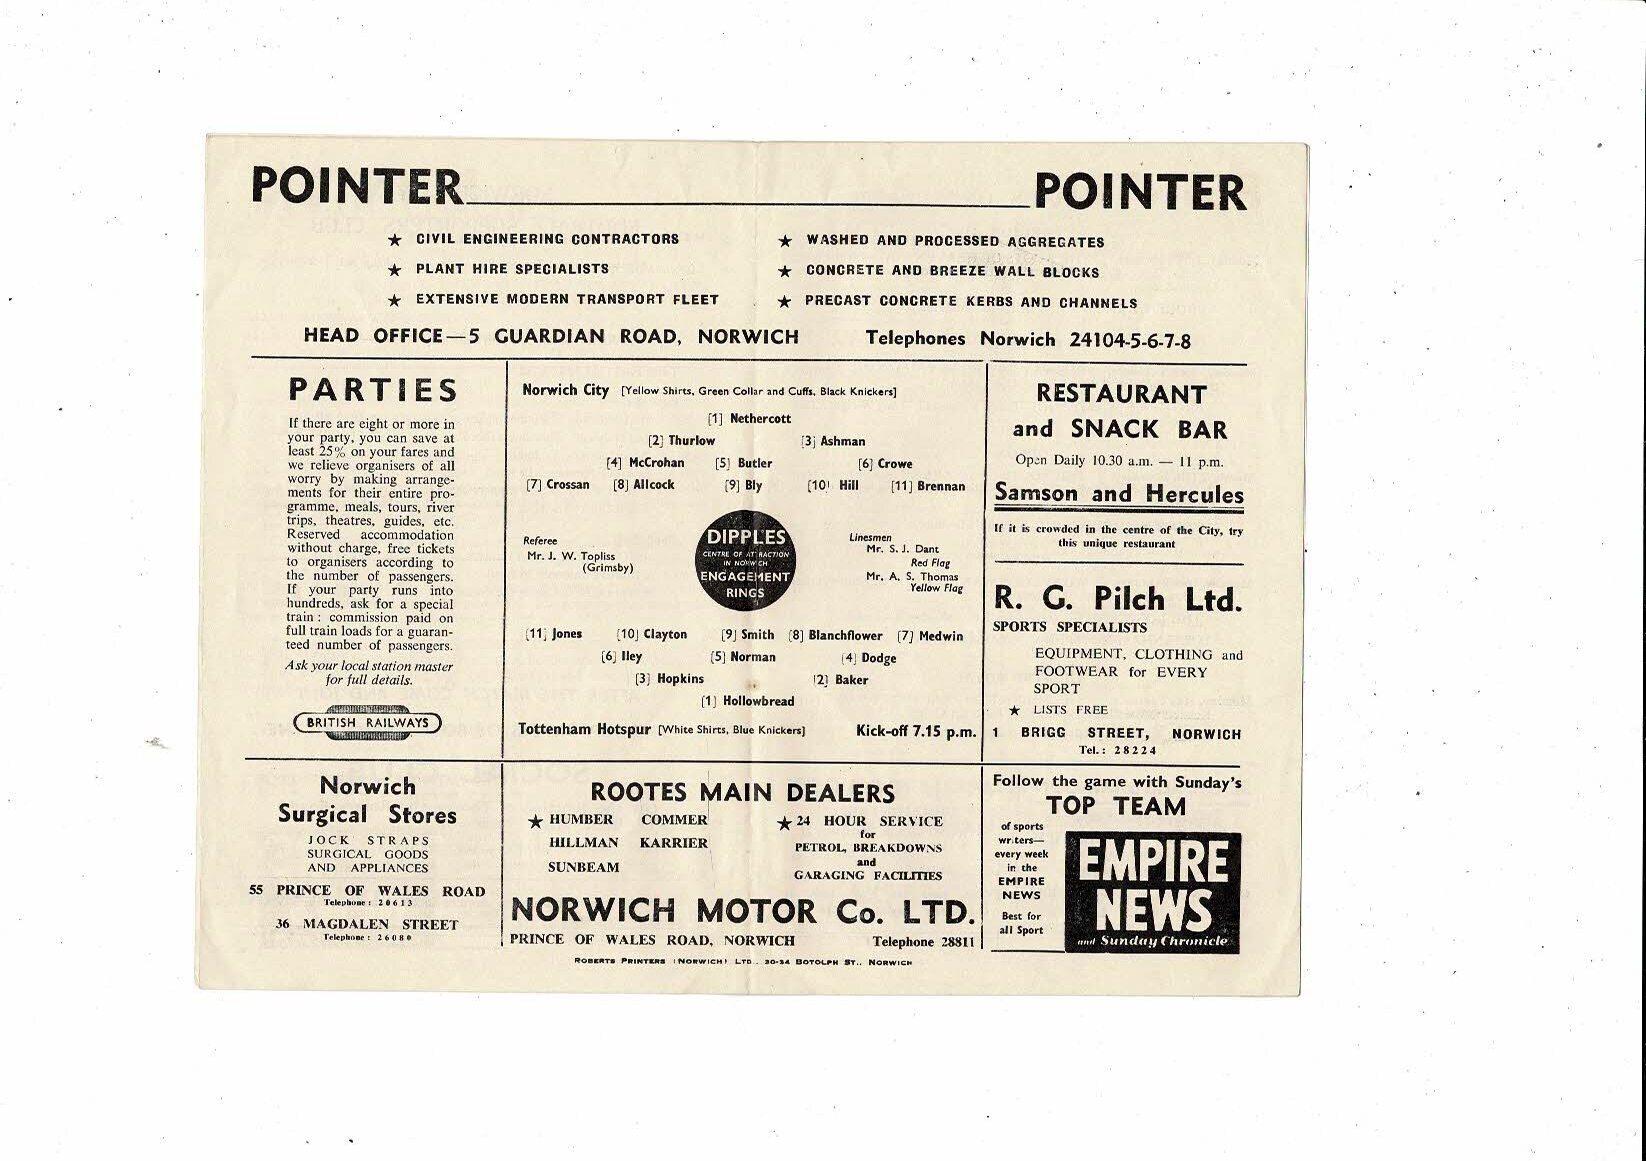 POINTER POINTER
★ CIVIL ENGINEERING CONTRACTORS
★ PLANT HIRE SPECIALISTS
★ EXTENSIVE MODERN TRANSPORT FLEET
★ WASHED AND PROCESSED AGGREGATES
★ CONCRETE AND BREEZE WALL BLOCKS
★ PRECAST CONCRETE KERBS AND CHANNELS
HEAD OFFICE—5 GUARDIAN ROAD, NORWICH Telephones Norwich 24104-5-6-7-8
PARTIES
If there are eight or more in
your party, you can save at
least 25% on your fares and
we relieve organisers of all
worry by making arrange-
ments for their entire pro-
gramme, meals, tours, river
trips, theatres, guides, etc.
Reserved accommodation
without charge, free tickets
to organisers according to
the number of passengers.
If your party runs into
hundreds, ask for a special
train : commission paid on
full train loads for a guaran-
teed number of passengers.
Ask your local station master
for full details.
BRITISH RAILWAYS
Norwich City [Yellow Shirts, Green Collar and Cuffs, Black Knickers]
[1] Nethercott
[2] Thurlow [3] Ashman
[4] McCrohan [5] Butler [6] Crowe
[7] Crossan [8] Allcock [9] Bly [10] Hill [11] Brennan
Referee
Mr. J. W. Topliss
(Grimsby)
DIPPLES
CENTRE OF ATTRACTION
IN NORWICH
ENGAGEMENT
RINGS
Linesmen
Mr. S. J. Dant
Red Flag
Mr. A. S. Thomas
Yellow Flag
[11] Jones [10] Clayton [9] Smith [8] Blanchflower [7] Medwin
[6] Iley [5] Norman [4] Dodge
[3] Hopkins [2] Baker
[1] Hollowbread
Tottenham Hotspur [White Shirts, Blue Knickers] Kick-off 7.15 p.m.
RESTAURANT
and SNACK BAR
Open Daily 10.30 a.m. — 11 p.m.
Samson and Hercules
If it is crowded in the centre of the City, try
this unique restaurant
R. G. Pilch Ltd.
SPORTS SPECIALISTS
EQUIPMENT, CLOTHING and
FOOTWEAR for EVERY
SPORT
★ LISTS FREE
1 BRIGG STREET, NORWICH
Tel.: 28224
Norwich
Surgical Stores
JOCK STRAPS
SURGICAL GOODS
AND APPLIANCES
55 PRINCE OF WALES ROAD
Telephone: 20613
36 MAGDALEN STREET
Telephone: 26080
ROOTES MAIN DEALERS
★ HUMBER COMMER
HILLMAN KARRIER
SUNBEAM
★ 24 HOUR SERVICE
for
PETROL, BREAKDOWNS
and
GARAGING FACILITIES
NORWICH MOTOR Co. LTD.
PRINCE OF WALES ROAD, NORWICH Telephone 28811
Follow the game with Sunday's
TOP TEAM
of sports
writers—
every week
in the
EMPIRE
NEWS
Best for
all Sport
EMPIRE
NEWS
and Sunday Chronicle
ROBERTS PRINTERS (NORWICH) LTD., 30-34 BOTOLPH ST., NORWICH